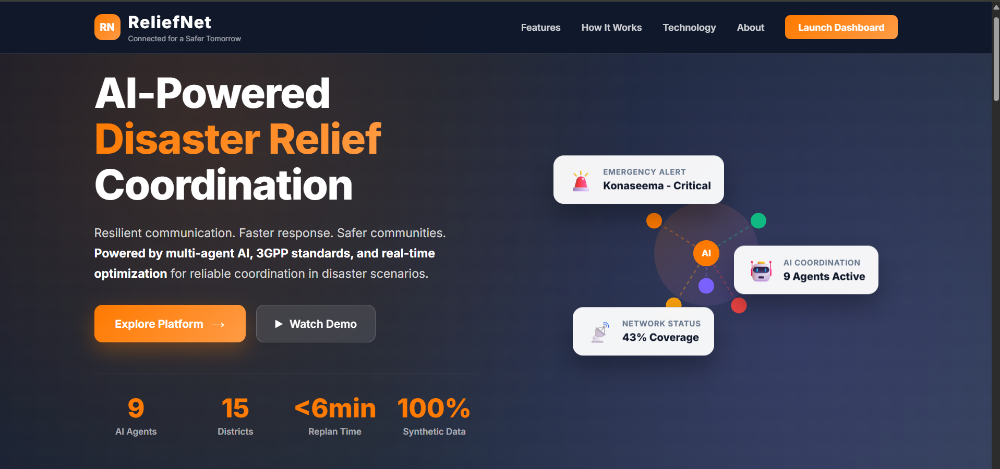 RN
ReliefNet
Connected for a Safer Tomorrow
Features
How It Works
Technology
About
Launch Dashboard
AI-Powered
Disaster Relief
Coordination
Resilient communication. Faster response. Safer communities.
Powered by multi-agent AI, 3GPP standards, and real-time
optimization for reliable coordination in disaster scenarios.
Explore Platform →
▶ Watch Demo
9
AI Agents
15
Districts
<6min
Replan Time
100%
Synthetic Data
EMERGENCY ALERT
Konaseema - Critical
AI
AI COORDINATION
9 Agents Active
NETWORK STATUS
43% Coverage